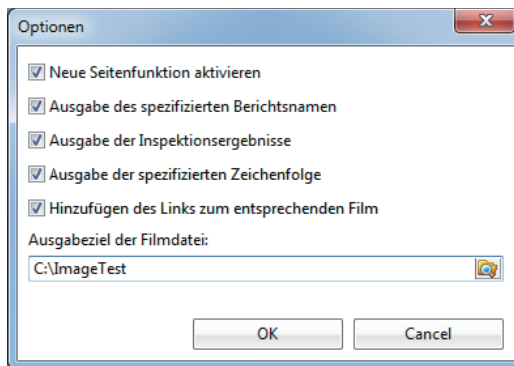 Optionen
Neue Seitenfunktion aktivieren
Ausgabe des spezifizierten Berichtsnamen
Ausgabe der Inspektionsergebnisse
Ausgabe der spezifizierten Zeichenfolge
Hinzufügen des Links zum entsprechenden Film
Ausgabeziel der Filmdatei:
C:\ImageTest
OK Cancel